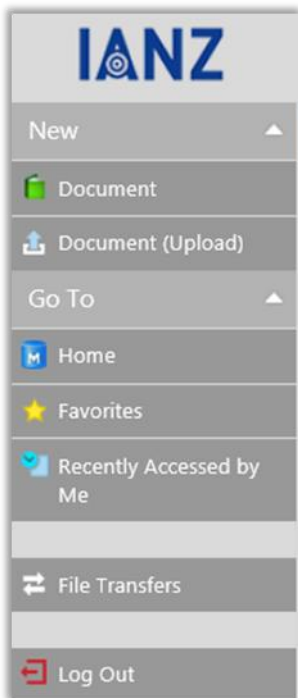 IANZ
New
Document
Document (Upload)
Go To
M
Home
Favorites
Recently Accessed by
Me
File Transfers
Log Out